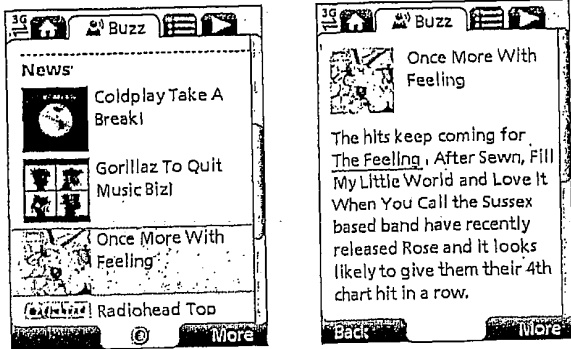 3G
Buzz
News
Coldplay Take A
Break!
Gorillaz To Quit
Music Biz!
Once More With
Feeling
Radiohead
Radiohead Top
More
3G
Buzz
Once More With
Feeling
The hits keep coming for
The Feeling. After Sewn, Fill
My Little World and Love It
When You Call the Sussex
based band have recently
released Rose and it looks
likely to give them their 4th
chart hit in a row.
Back
More